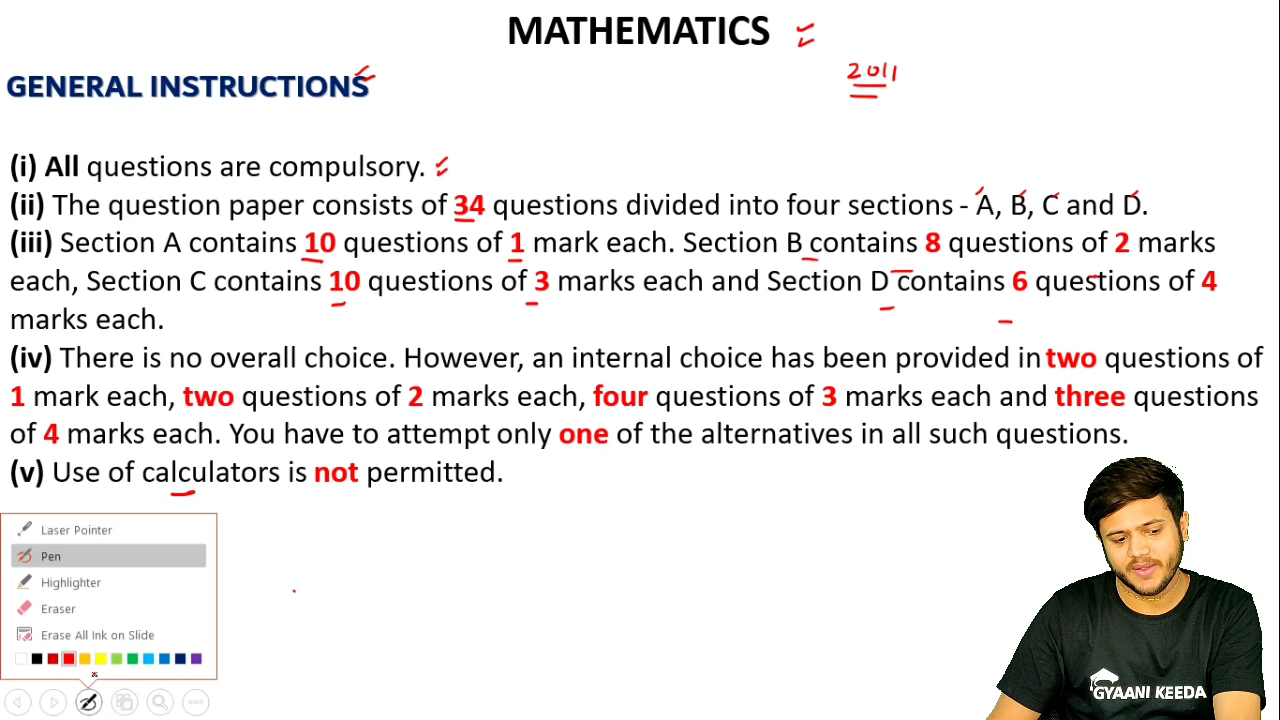 MATHEMATICS
2011
GENERAL INSTRUCTIONS
(i) All questions are compulsory.
(ii) The question paper consists of 34 questions divided into four sections - A, B, C and D.
(iii) Section A contains 10 questions of 1 mark each. Section B contains 8 questions of 2 marks
each, Section C contains 10 questions of 3 marks each and Section D contains 6 questions of 4
marks each.
(iv) There is no overall choice. However, an internal choice has been provided in two questions of
1 mark each, two questions of 2 marks each, four questions of 3 marks each and three questions
of 4 marks each. You have to attempt only one of the alternatives in all such questions.
(v) Use of calculators is not permitted.
Laser Pointer
Pen
Highlighter
Eraser
Erase All Ink on Slide
GYAANI KEEDA